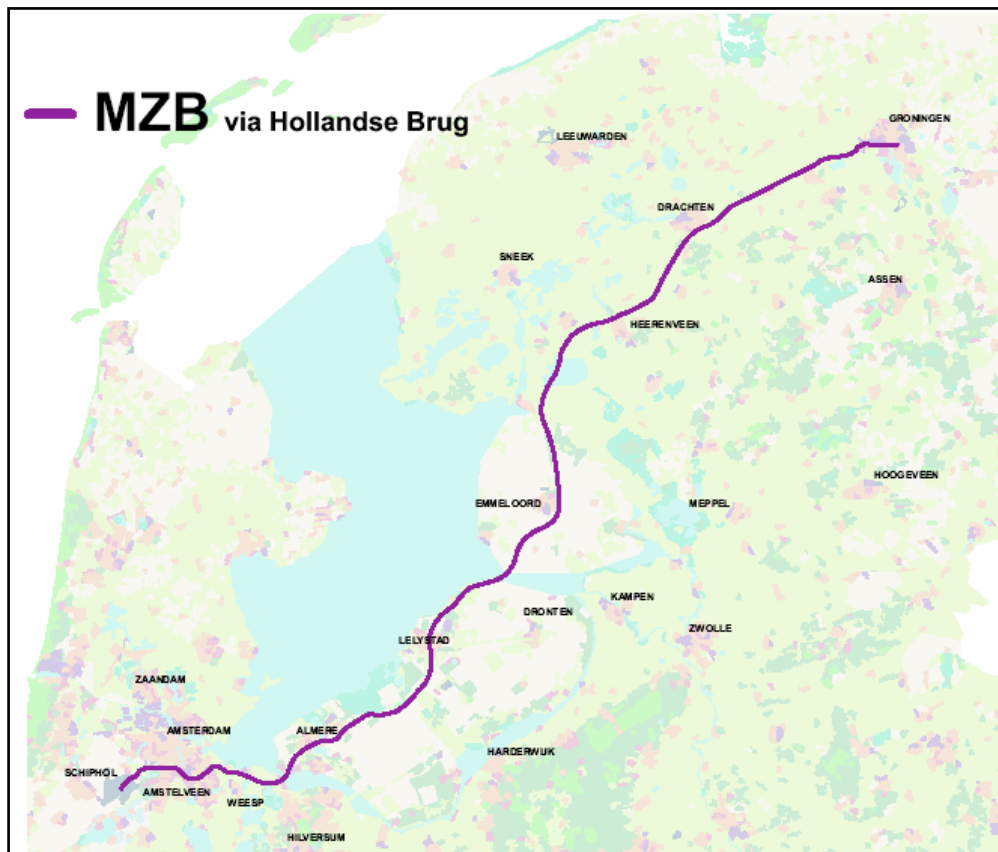 MZB via Hollandse Brug
GRONINGEN
LEEUWARDEN
DRACHTEN
SNEEK
ASSEN
HEERENVEEN
HOOGEVEEN
EMMELOORD
MEPPEL
KAMPEN
DRONTEN
ZWOLLE
LELYSTAD
ZAANDAM
AMSTERDAM
ALMERE
HARDERWIJK
SCHIPHOL
AMSTELVEEN
WEESP
HILVERSUM